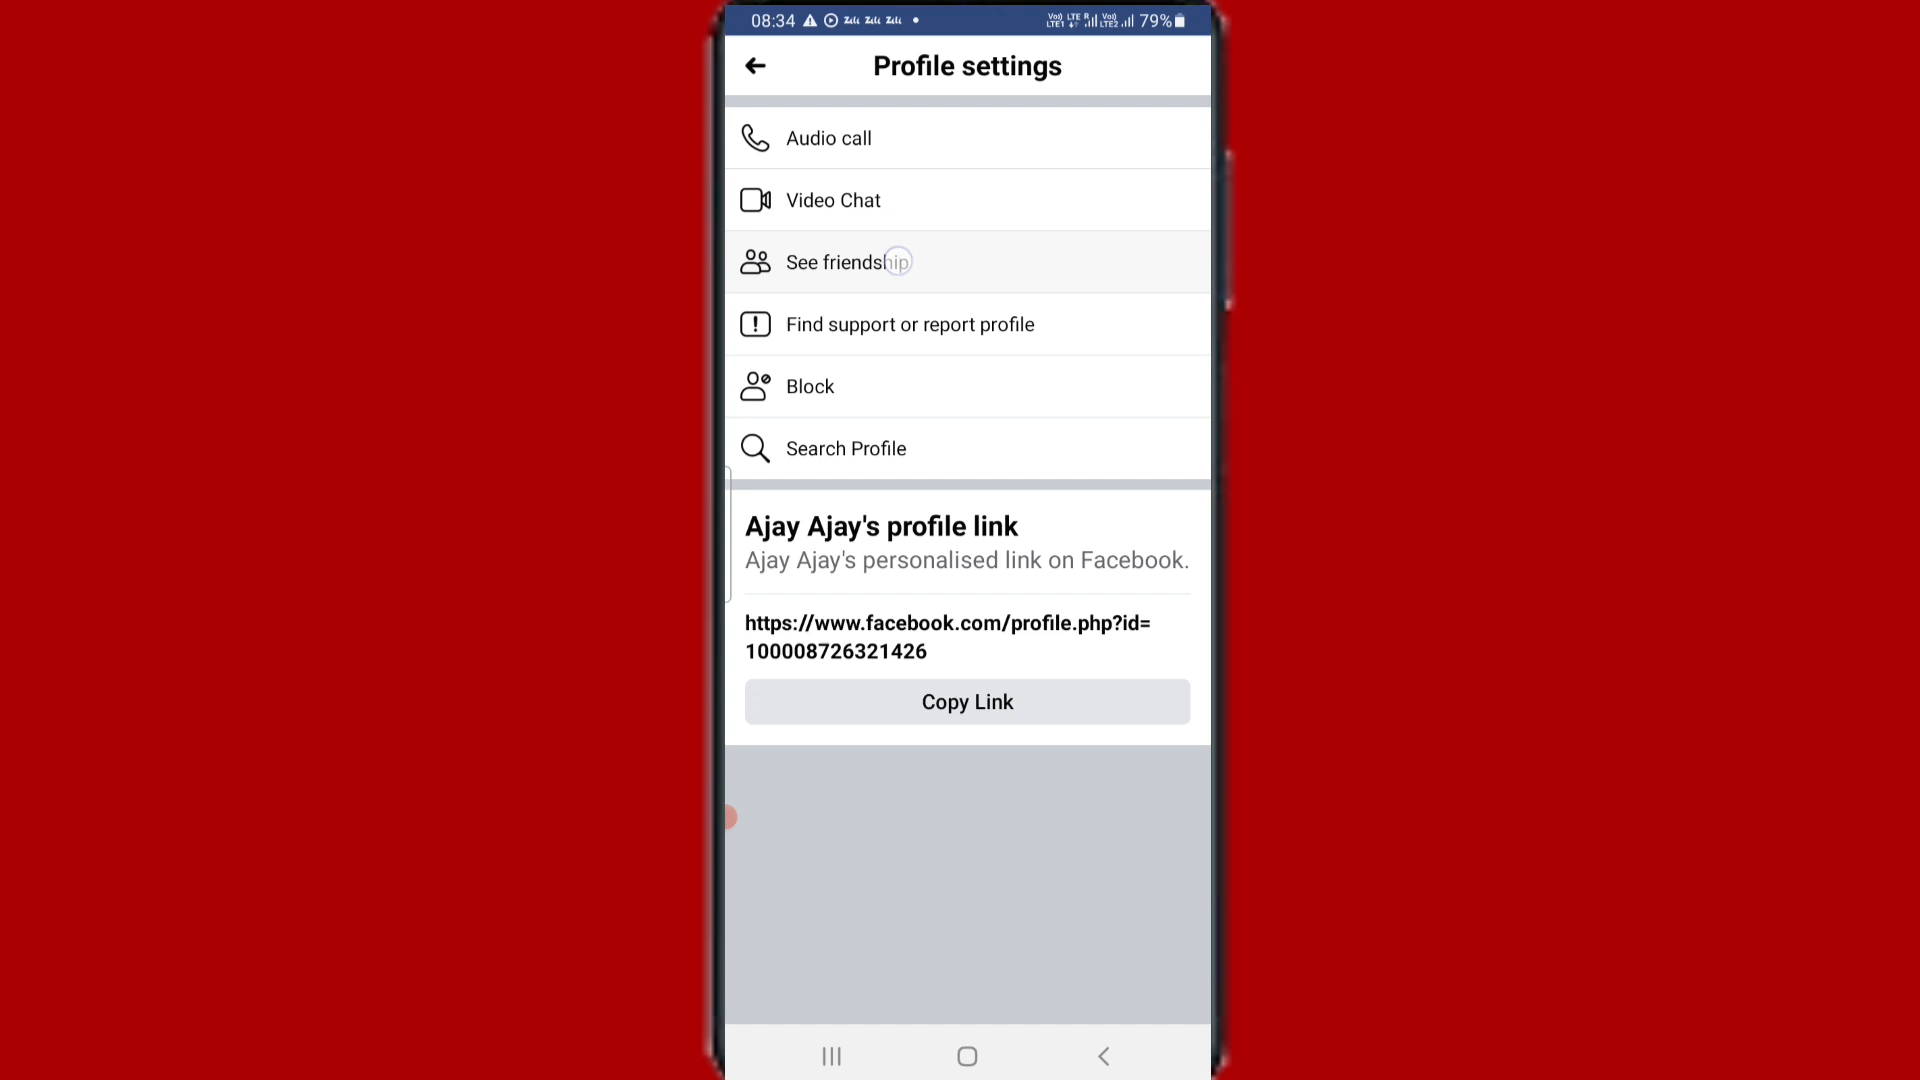 08:34 79%
Profile settings
Audio call
Video Chat
See friendship
Find support or report profile
Block
Search Profile
Ajay Ajay's profile link
Ajay Ajay's personalised link on Facebook.
https://www.facebook.com/profile.php?id=
100008726321426
Copy Link